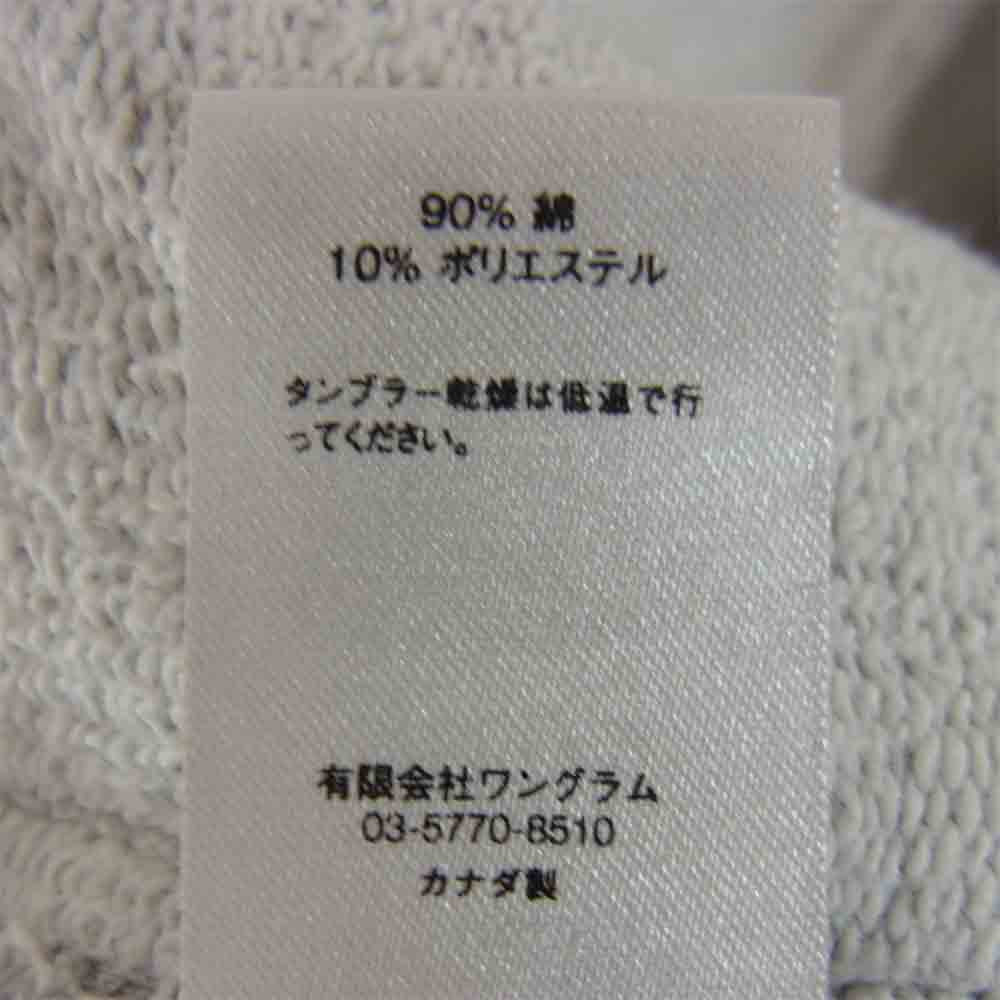 90% 綿
10% ポリエステル
タンブラー乾燥は低温で行
ってください。
有限会社ワングラム
03-5770-8510
カナダ製